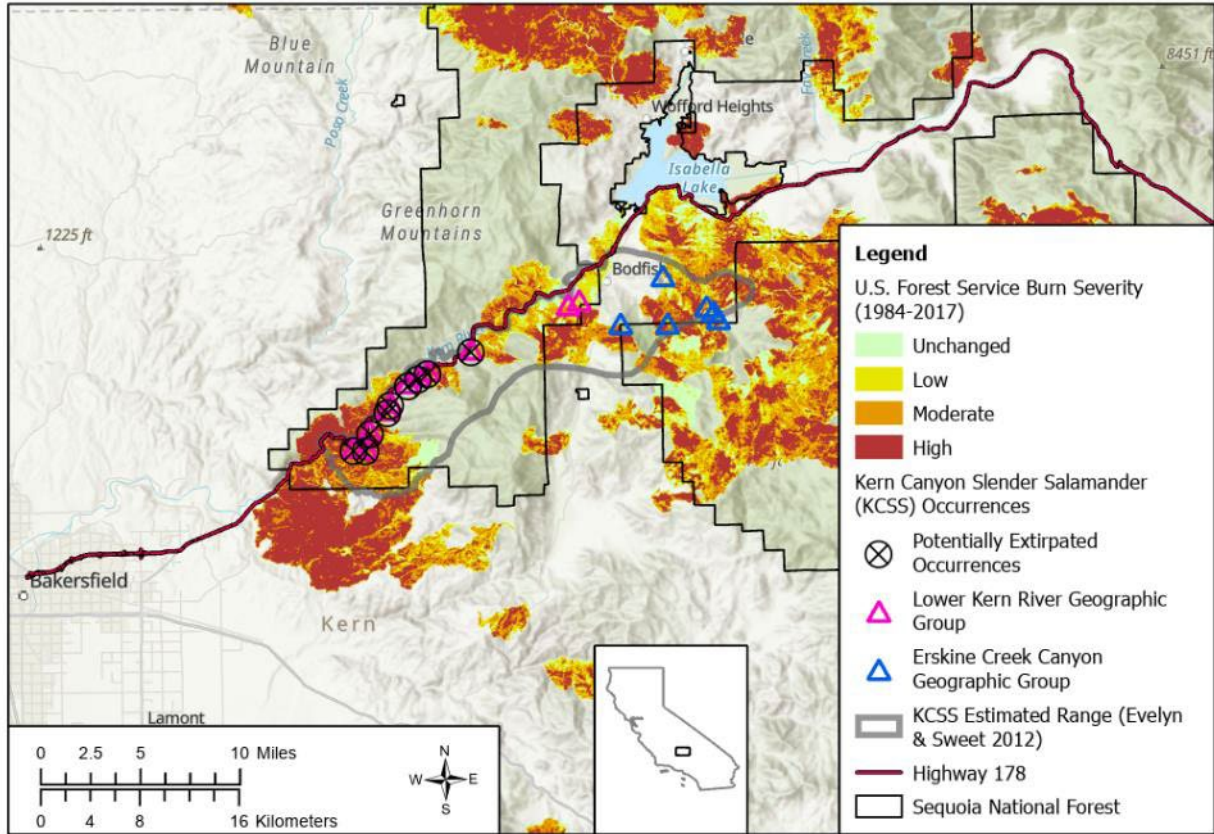 Blue
Mountain
Poso Creek
Wofford Heights
8451 ft
Isabella
Lake
Greenhorn
Mountains
1225 ft
Bodfish
Bakersfield
Kern
Lamont
Legend
U.S. Forest Service Burn Severity
(1984-2017)
Unchanged
Low
Moderate
High
Kern Canyon Slender Salamander
(KCSS) Occurrences
Potentially Extirpated
Occurrences
Lower Kern River Geographic
Group
Erskine Creek Canyon
Geographic Group
KCSS Estimated Range (Evelyn
& Sweet 2012)
Highway 178
Sequoia National Forest
0 2.5 5 10 Miles
0 4 8 16 Kilometers
N
W E
S